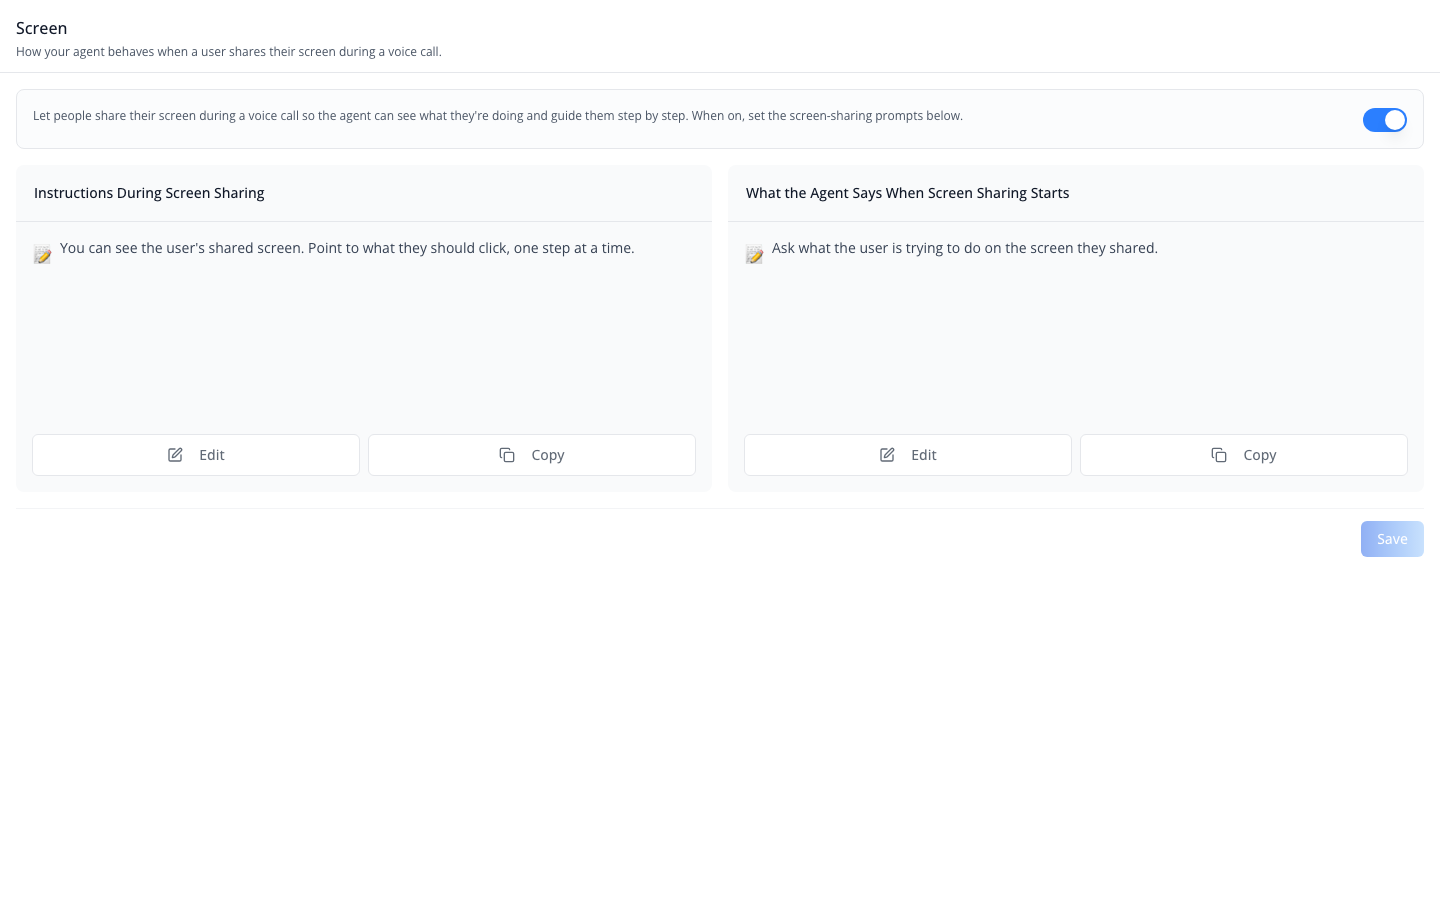 Screen
How your agent behaves when a user shares their screen during a voice call.
Let people share their screen during a voice call so the agent can see what they're doing and guide them step by step. When on, set the screen-sharing prompts below.
Instructions During Screen Sharing
You can see the user's shared screen. Point to what they should click, one step at a time.
Edit
Copy
What the Agent Says When Screen Sharing Starts
Ask what the user is trying to do on the screen they shared.
Edit
Copy
Save